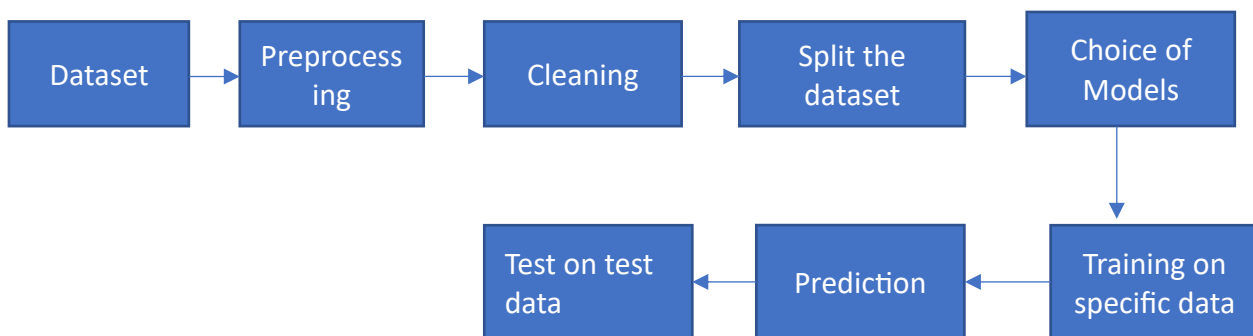 Dataset
Preprocess
ing
Cleaning
Split the
dataset
Choice of
Models
Training on
specific data
Prediction
Test on test
data